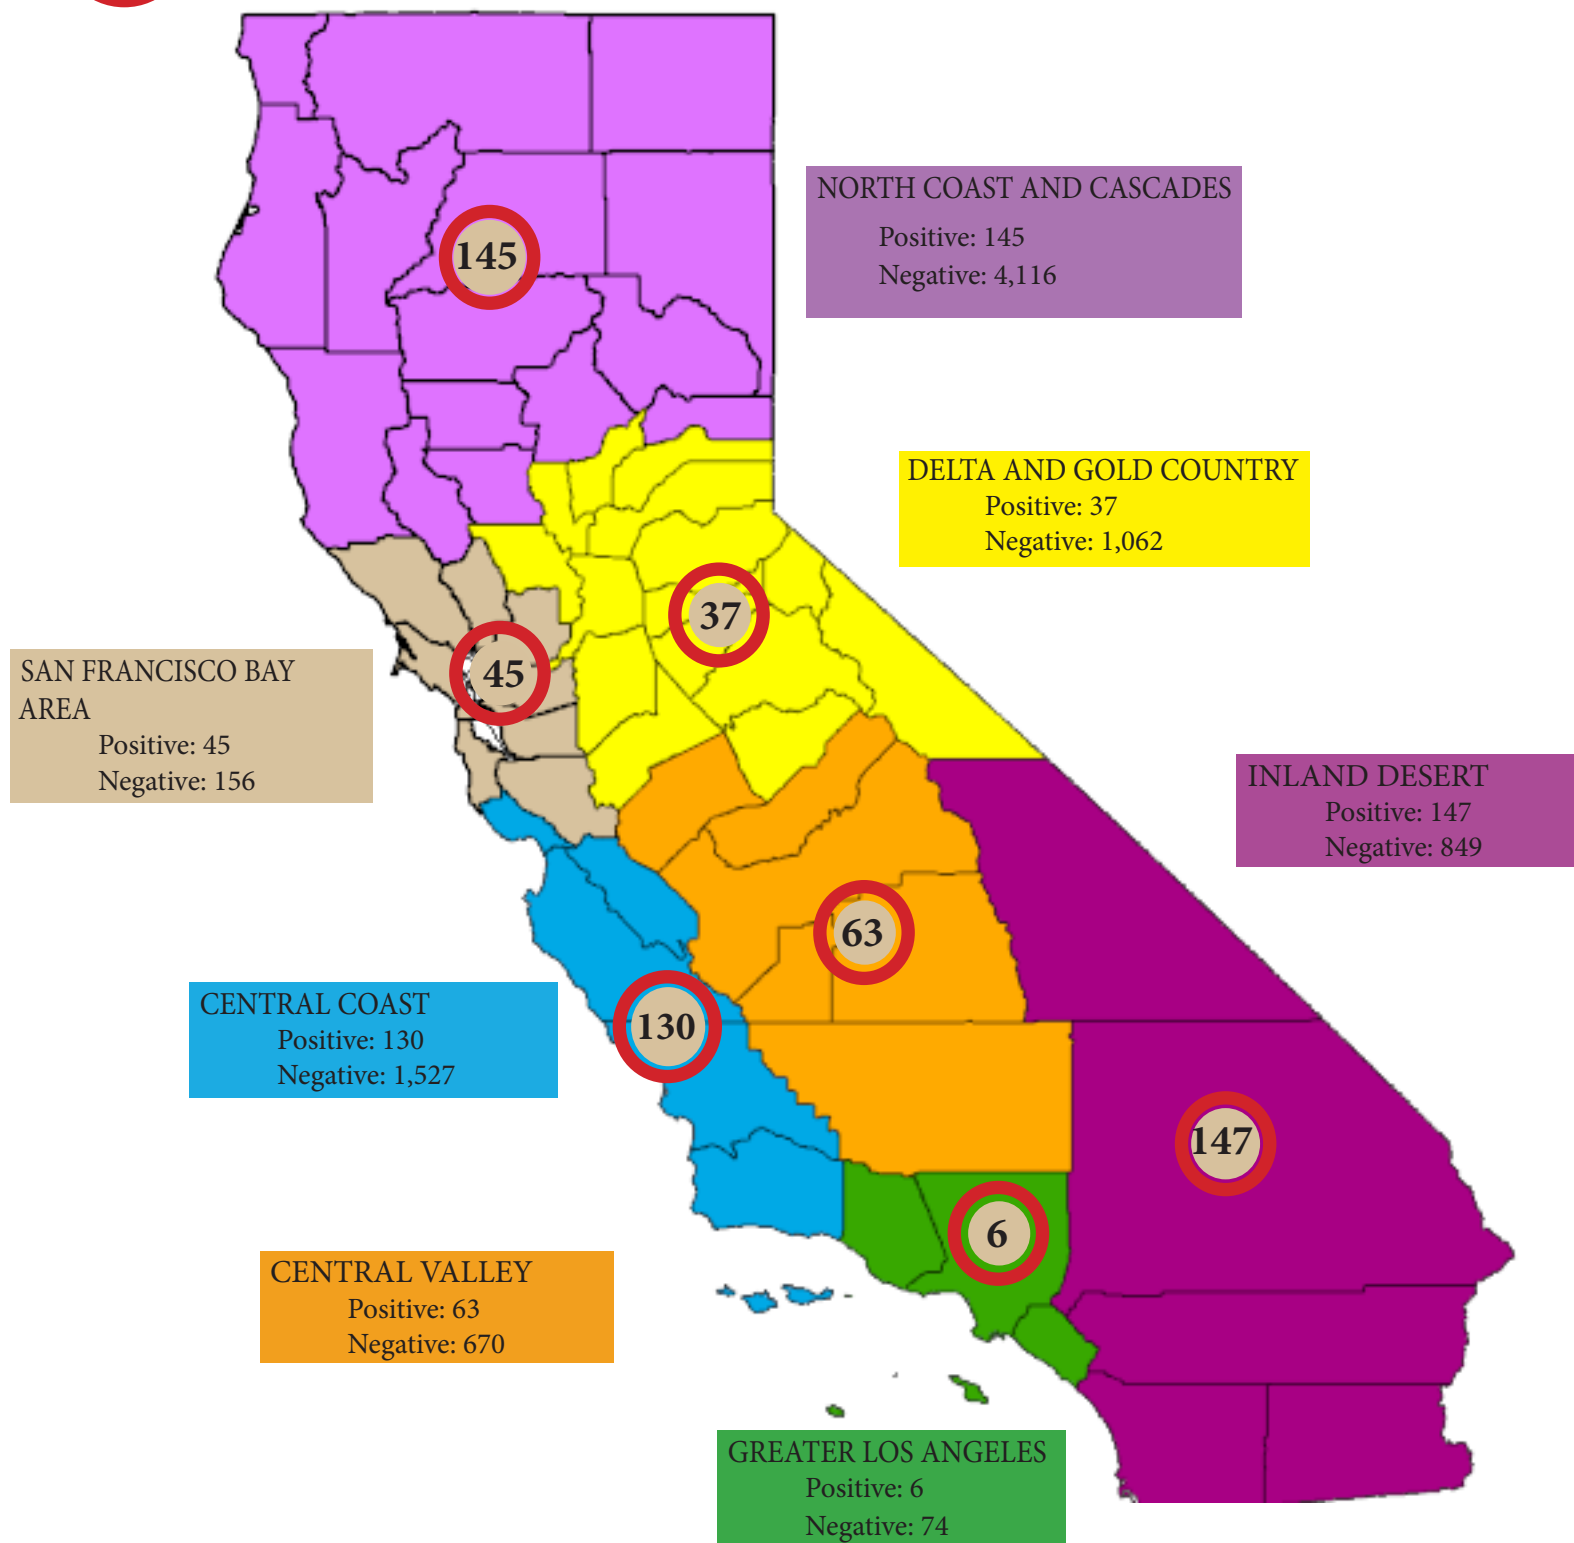 145
NORTH COAST AND CASCADES
Positive: 145
Negative: 4,116
DELTA AND GOLD COUNTRY
Positive: 37
Negative: 1,062
37
SAN FRANCISCO BAY
AREA
Positive: 45
Negative: 156
45
INLAND DESERT
Positive: 147
Negative: 849
63
CENTRAL COAST
Positive: 130
Negative: 1,527
130
147
6
CENTRAL VALLEY
Positive: 63
Negative: 670
GREATER LOS ANGELES
Positive: 6
Negative: 74